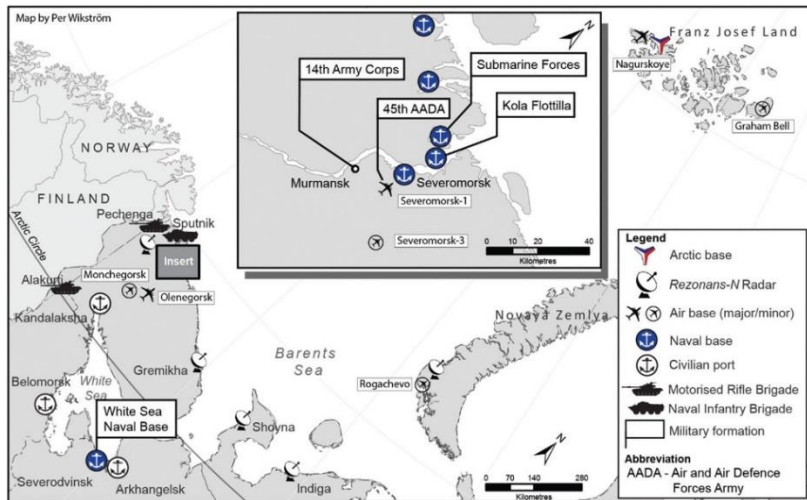 Map by Per Wikström
NORWAY
FINLAND
Arctic Circle
Pechenga
Sputnik
Insert
Monchegorsk
Alakurtti
Olenegorsk
Kandalaksha
Gremikha
Belomorsk
White
Sea
White Sea
Naval Base
Severodvinsk
Arkhangelsk
14th Army Corps
Submarine Forces
45th AADA
Kola Flottilla
Murmansk
Severomorsk
Severomorsk-1
Severomorsk-3
0 10 20 40
Kilometres
Franz Josef Land
Nagurskoye
Graham Bell
Novaya Zemlya
Barents
Sea
Rogachevo
Shoyna
Indiga
0 70 140 280
Kilometres
Legend
Arctic base
Rezonans-N Radar
Air base (major/minor)
Naval base
Civilian port
Motorised Rifle Brigade
Naval Infantry Brigade
Military formation
Abbreviation
AADA - Air and Air Defence
Forces Army